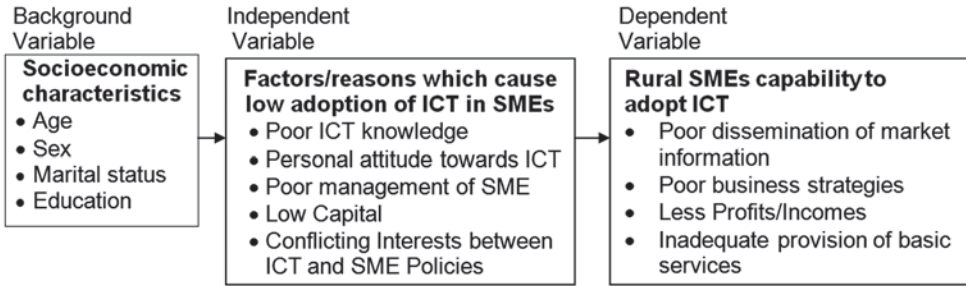 Background
Variable
Socioeconomic
characteristics
• Age
• Sex
• Marital status
• Education
Independent
Variable
Factors/reasons which cause
low adoption of ICT in SMEs
• Poor ICT knowledge
• Personal attitude towards ICT
• Poor management of SME
• Low Capital
• Conflicting Interests between
ICT and SME Policies
Dependent
Variable
Rural SMEs capability to
adopt ICT
• Poor dissemination of market
information
• Poor business strategies
• Less Profits/Incomes
• Inadequate provision of basic
services